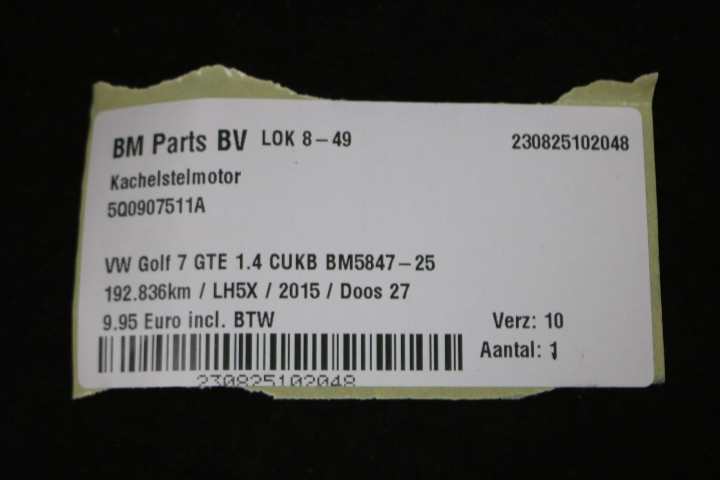 BM Parts BV LOK 8-49 230825102048
Kachelstelmotor
5Q0907511A
VW Golf 7 GTE 1.4 CUKB BM5847-25
192.836km / LH5X / 2015 / Doos 27
9.95 Euro incl. BTW Verz: 10
Aantal: 1
230825102048